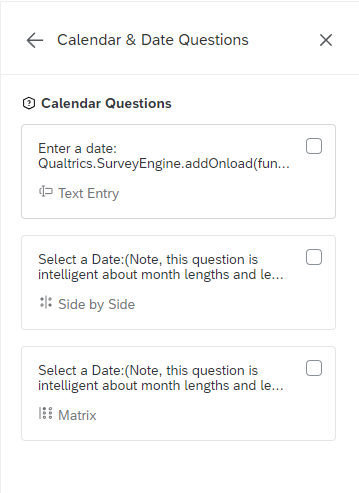 Calendar & Date Questions
Calendar Questions
Enter a date:
Qualtrics.SurveyEngine.addOnload(fun...
Text Entry
Select a Date:(Note, this question is
intelligent about month lengths and le...
Side by Side
Select a Date:(Note, this question is
intelligent about month lengths and le...
Matrix